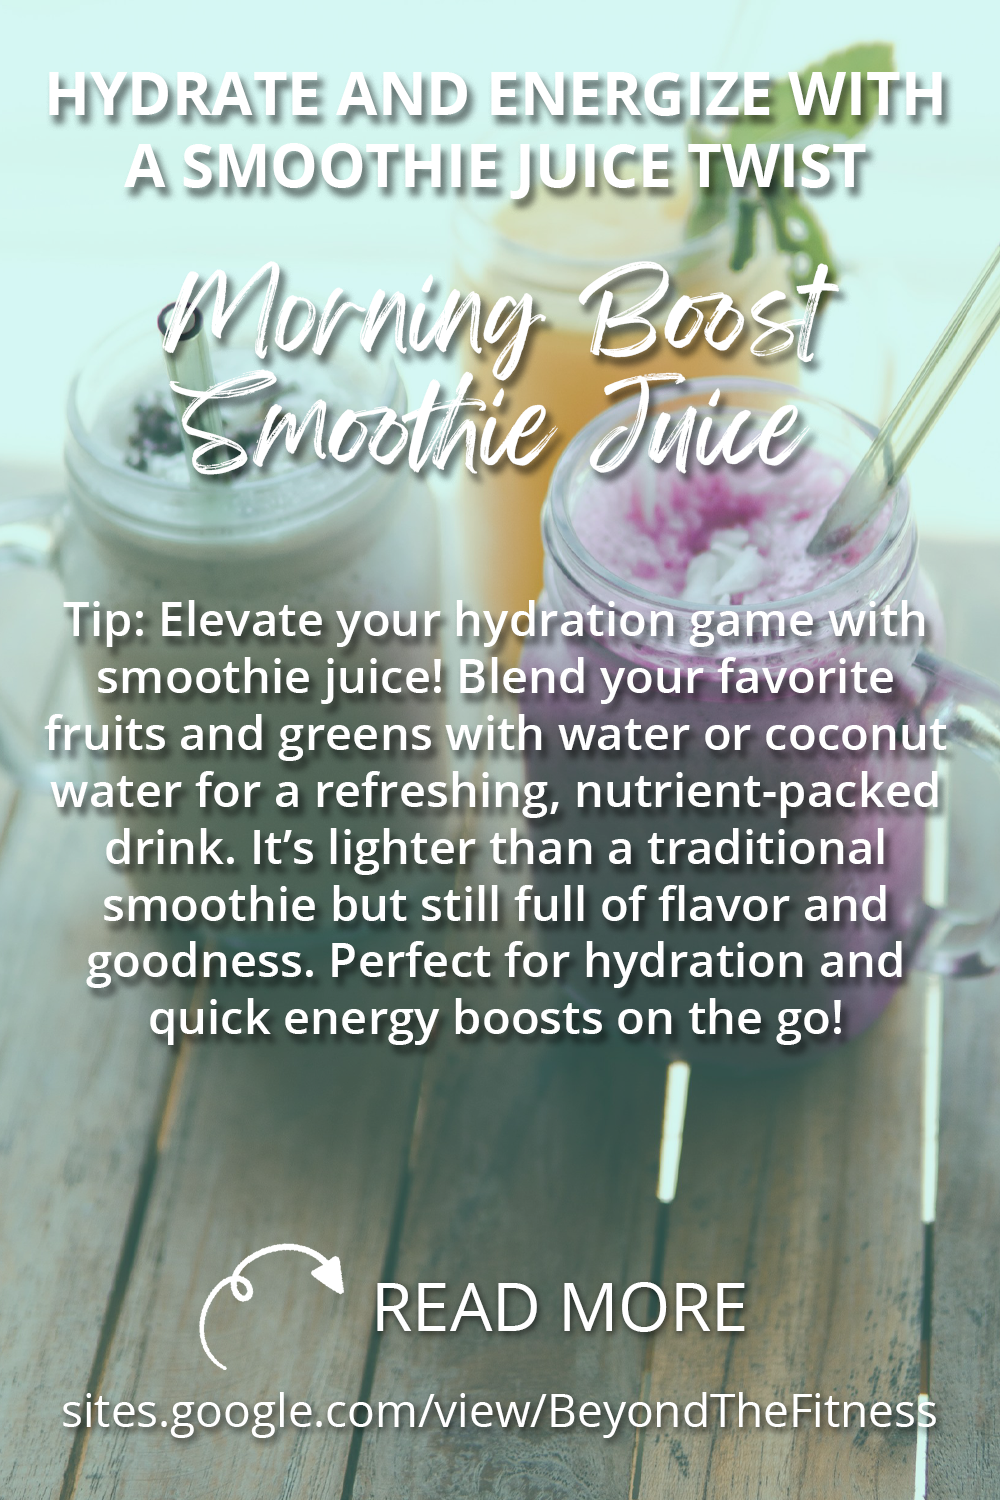 HYDRATE AND ENERGIZE WITH
A SMOOTHIE JUICE TWIST
Morning Boost
Smoothie Juice
Tip: Elevate your hydration game with
smoothie juice! Blend your favorite
fruits and greens with water or coconut
water for a refreshing, nutrient-packed
drink. It’s lighter than a traditional
smoothie but still full of flavor and
goodness. Perfect for hydration and
quick energy boosts on the go!
READ MORE
sites.google.com/view/BeyondTheFitness